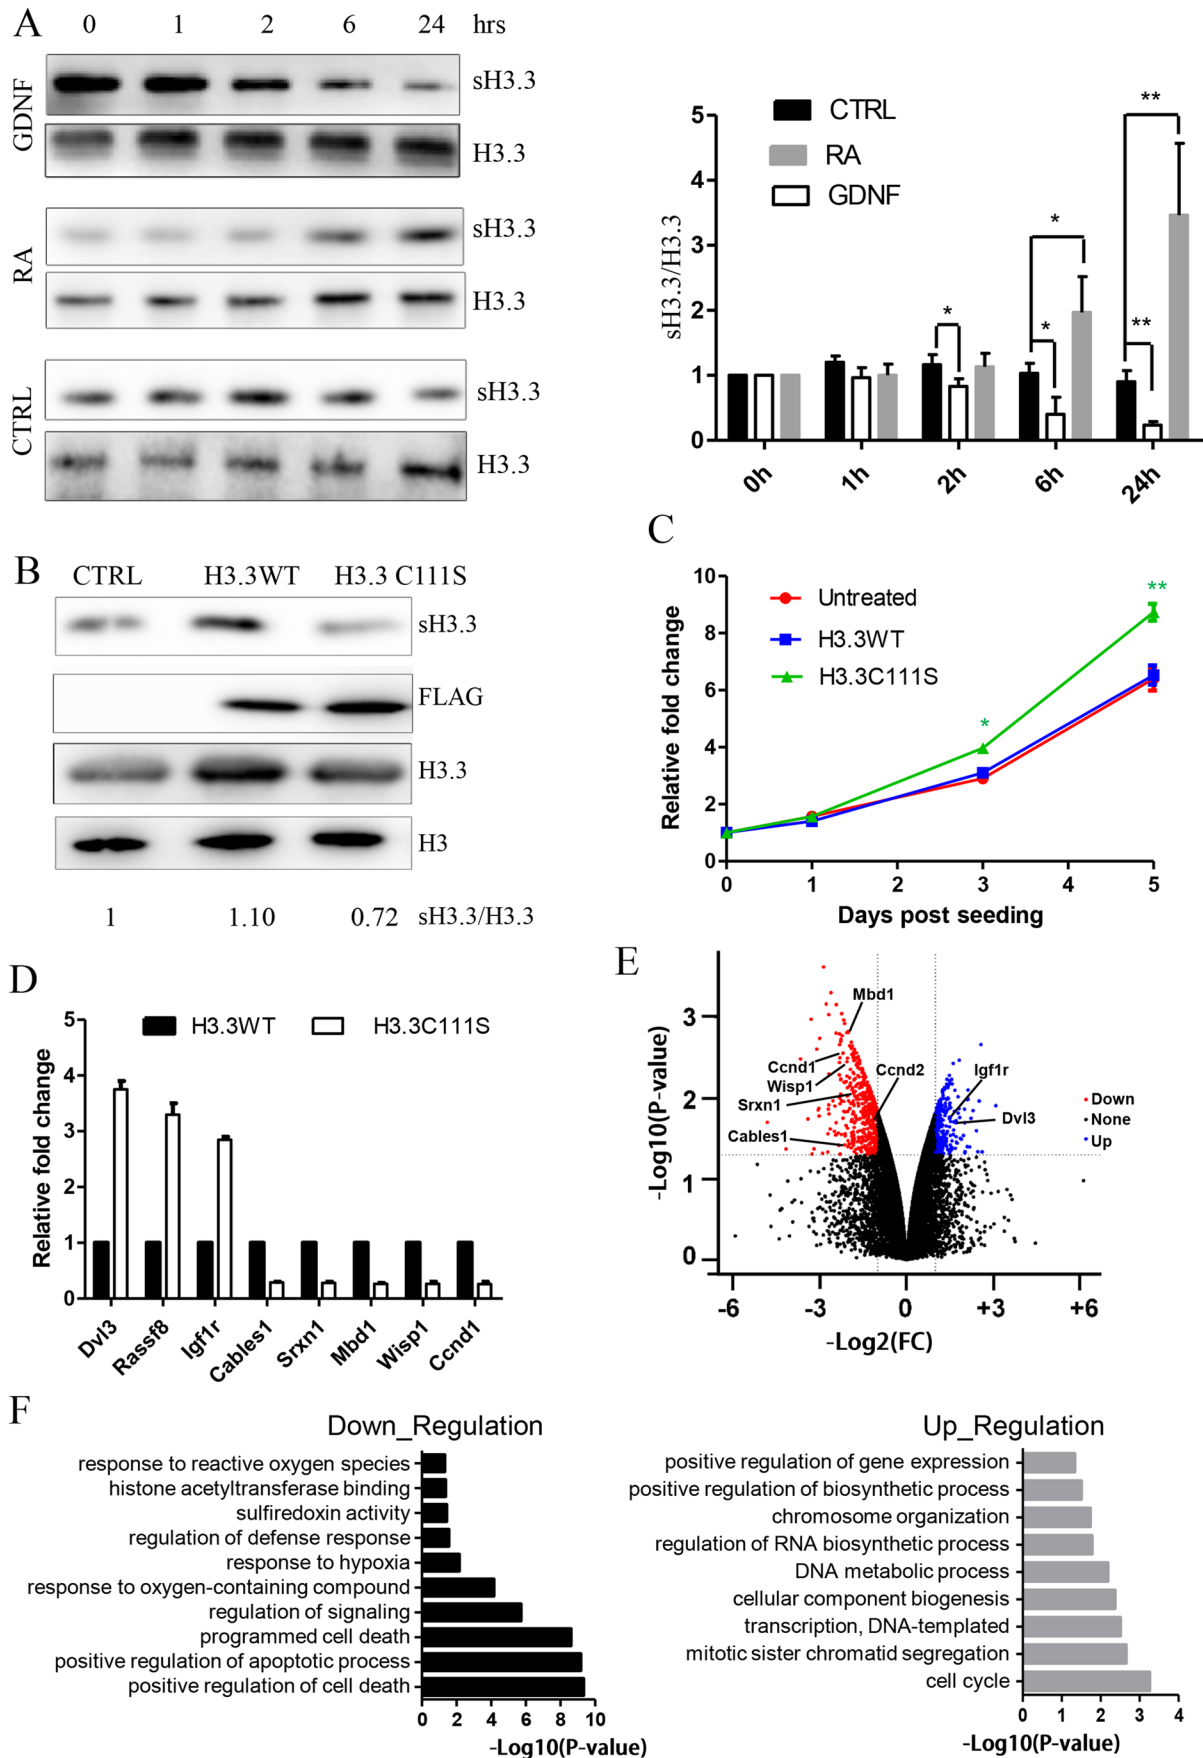 A
0 1 2 6 24 hrs
GDNF
sH3.3
H3.3
RA
sH3.3
H3.3
CTRL
sH3.3
H3.3
CTRL
RA
GDNF
sH3.3/H3.3
5
4
3
2
1
0
* * * ** **
0h 1h 2h 6h 24h
B
CTRL H3.3WT H3.3 C111S
sH3.3
FLAG
H3.3
H3
1 1.10 0.72 sH3.3/H3.3
C
Untreated
H3.3WT
H3.3C111S
Relative fold change
10
8
6
4
2
0
* **
0 1 2 3 4 5
Days post seeding
D
H3.3WT H3.3C111S
Relative fold change
5
4
3
2
1
0
Dvl3 Rassf8 Igf1r Cables1 Srxn1 Mbd1 Wisp1 Ccnd1
E
-Log10(P-value)
3
2
1
0
Mbd1
Ccnd1
Wisp1
Srxn1
Cables1
Ccnd2
Igf1r
Dvl3
Down
None
Up
-6 -3 0 +3 +6
-Log2(FC)
F
Down_Regulation
response to reactive oxygen species
histone acetyltransferase binding
sulfiredoxin activity
regulation of defense response
response to hypoxia
response to oxygen-containing compound
regulation of signaling
programmed cell death
positive regulation of apoptotic process
positive regulation of cell death
0 2 4 6 8 10
-Log10(P-value)
Up_Regulation
positive regulation of gene expression
positive regulation of biosynthetic process
chromosome organization
regulation of RNA biosynthetic process
DNA metabolic process
cellular component biogenesis
transcription, DNA-templated
mitotic sister chromatid segregation
cell cycle
0 1 2 3 4
-Log10(P-value)